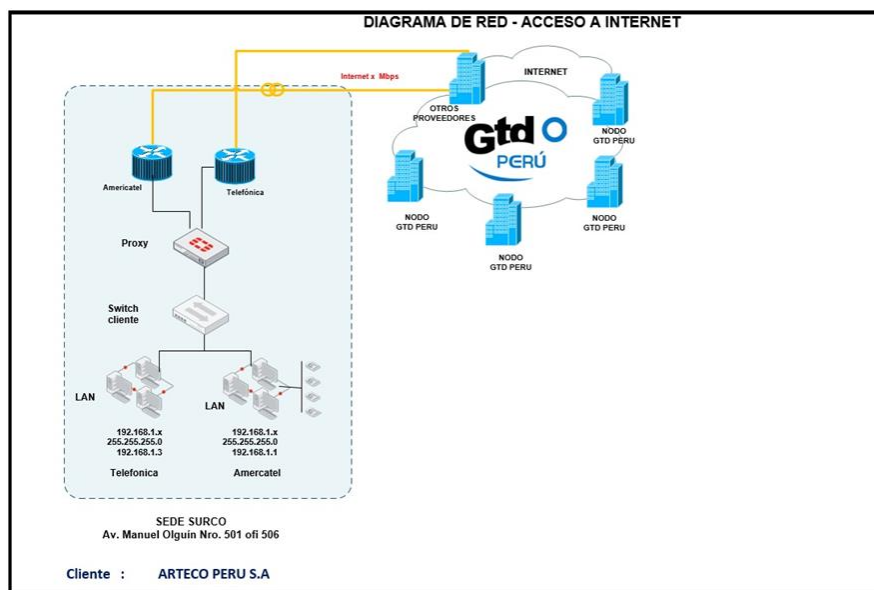 DIAGRAMA DE RED - ACCESO A INTERNET
Internet x Mbps
INTERNET
OTROS
PROVEEDORES
NODO
GTD PERU
Gtd
PERÚ
NODO
GTD PERU
NODO
GTD PERU
NODO
GTD PERU
Americatel
Telefónica
Proxy
Switch
cliente
LAN
LAN
192.168.1.x
255.255.255.0
192.168.1.3
Telefonica
192.168.1.x
255.255.255.0
192.168.1.1
Amercatel
SEDE SURCO
Av. Manuel Olguin Nro. 501 ofi 506
Cliente : ARTECO PERU S.A